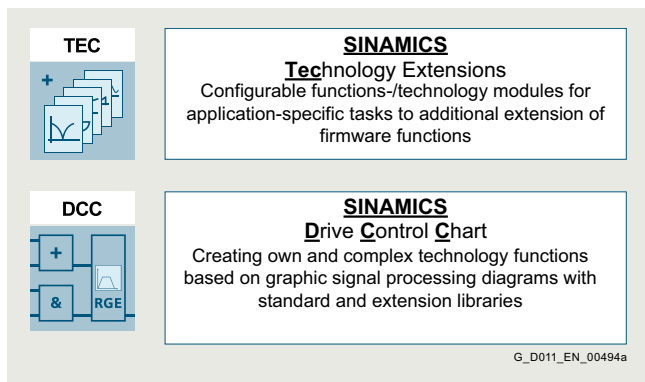 TEC
+
SINAMICS
Technology Extensions
Configurable functions-/technology modules for
application-specific tasks to additional extension of
firmware functions
DCC
+
&
RGE
SINAMICS
Drive Control Chart
Creating own and complex technology functions
based on graphic signal processing diagrams with
standard and extension libraries
G_D011_EN_00494a